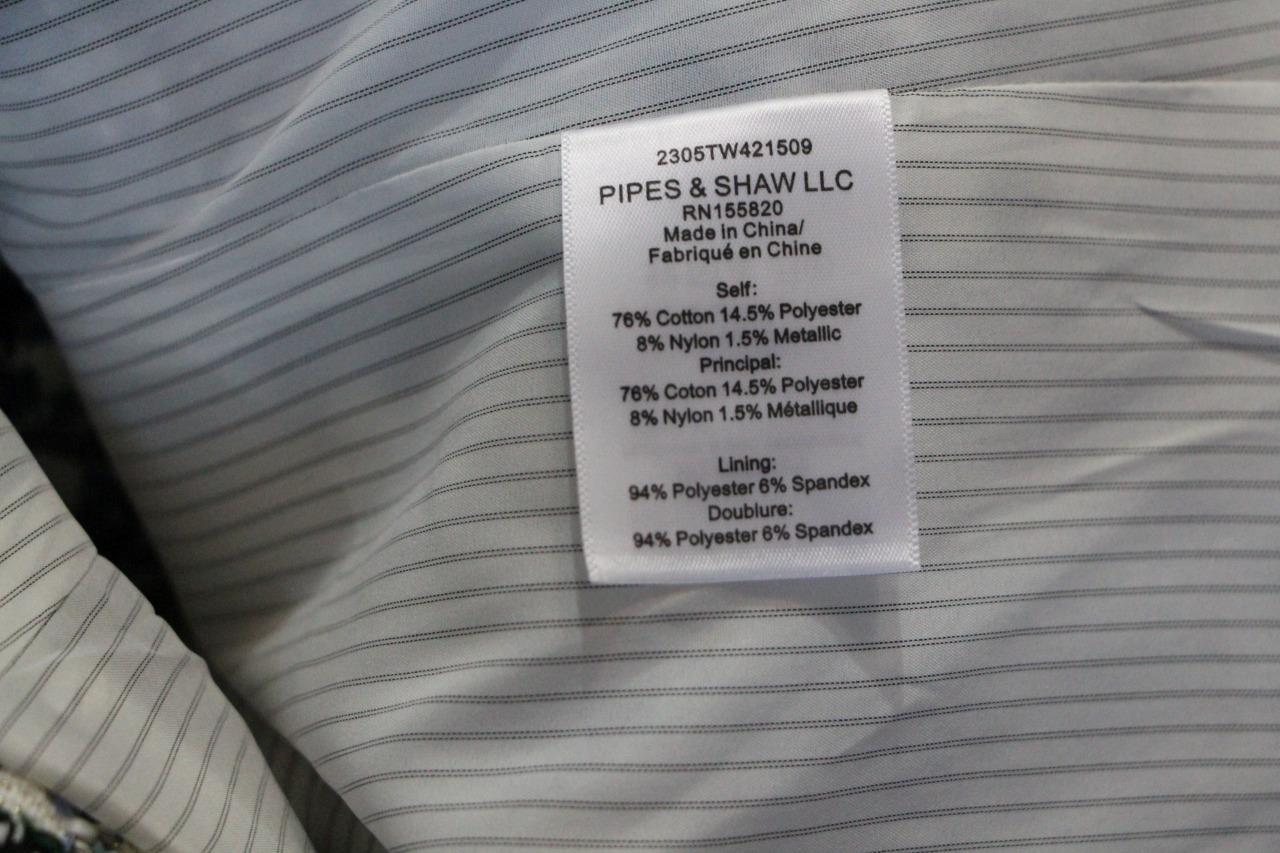 2305TW421509
PIPES & SHAW LLC
RN155820
Made in China/
Fabriqué en Chine
Self:
76% Cotton 14.5% Polyester
8% Nylon 1.5% Metallic
Principal:
76% Coton 14.5% Polyester
8% Nylon 1.5% Métallique
Lining:
94% Polyester 6% Spandex
Doublure:
94% Polyester 6% Spandex